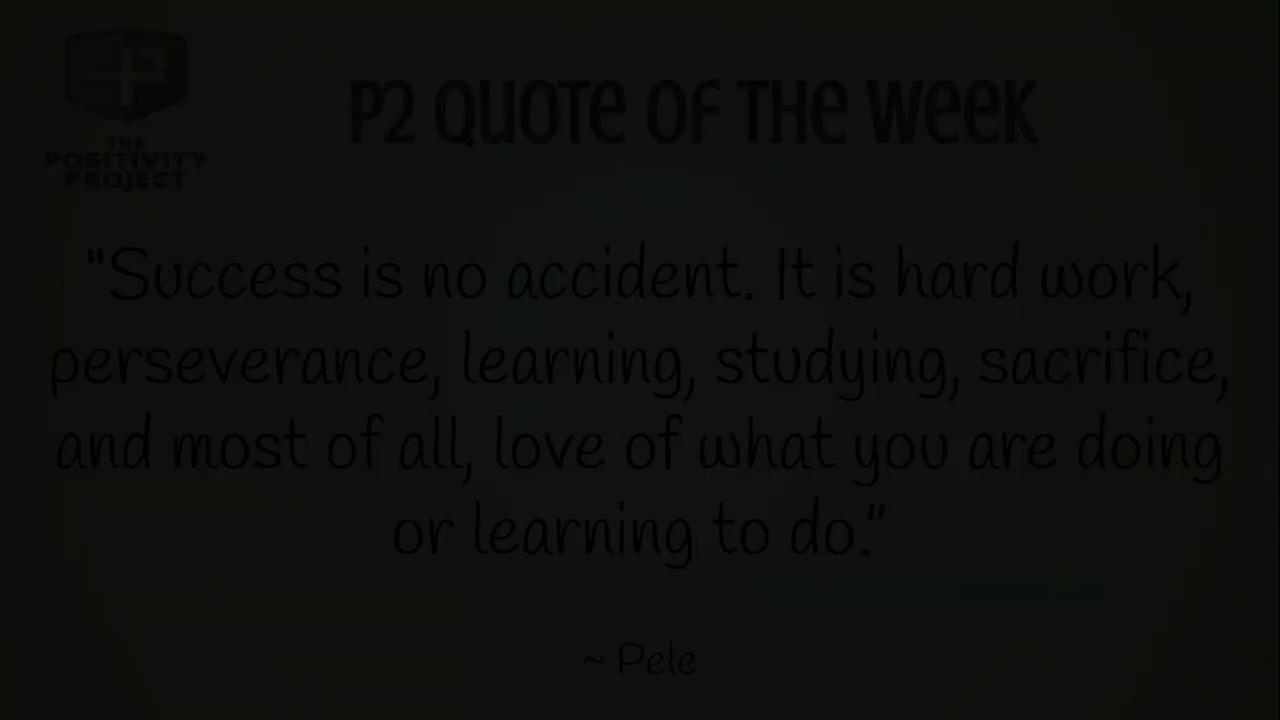 P2 QUOTE OF THE WEEK
THE
POSITIVITY
PROJECT
"Success is no accident. It is hard work,
perseverance, learning, studying, sacrifice,
and most of all, love of what you are doing
or learning to do.”
~ Pele